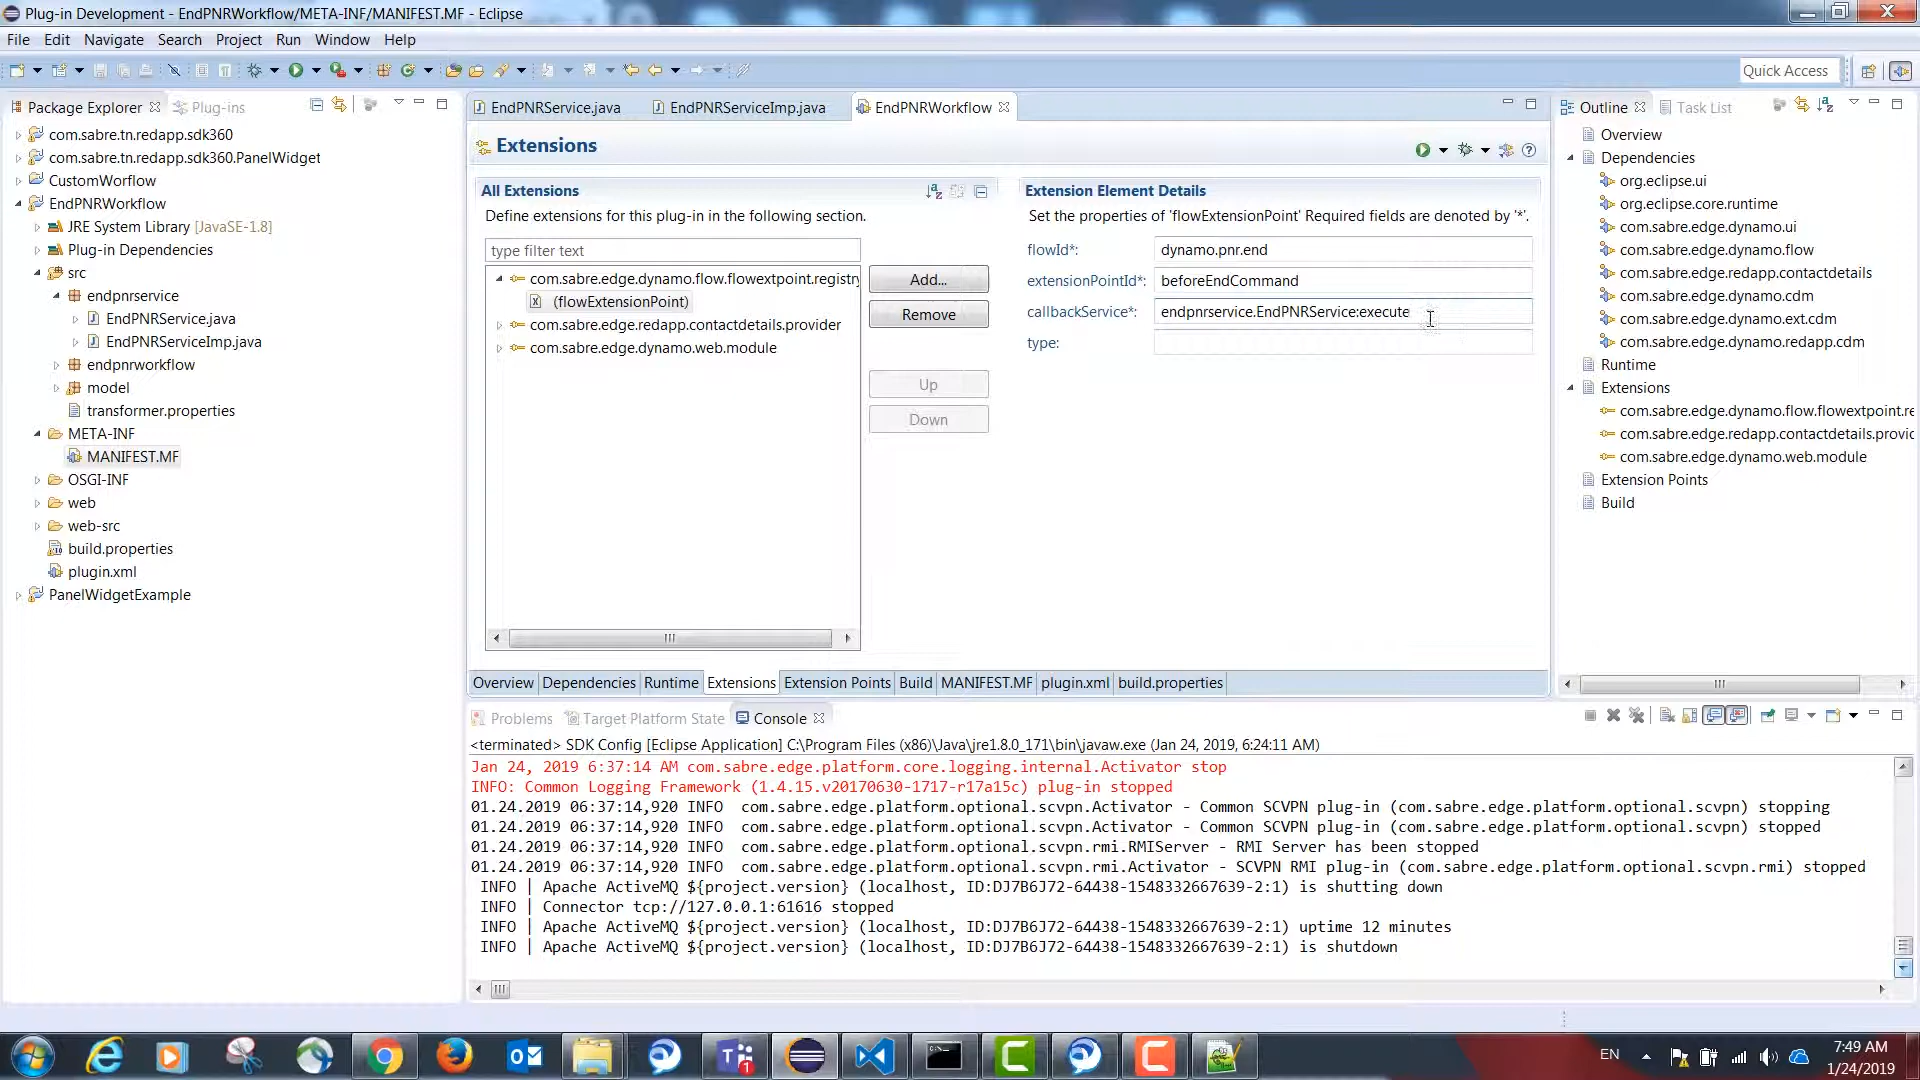 Plug-in Development - EndPNRWorkflow/META-INF/MANIFEST.MF - Eclipse
File Edit Navigate Search Project Run Window Help
Quick Access
Package Explorer Plug-ins
com.sabre.tn.redapp.sdk360
com.sabre.tn.redapp.sdk360.PanelWidget
CustomWorflow
EndPNRWorkflow
JRE System Library [JavaSE-1.8]
Plug-in Dependencies
src
endpnrservice
EndPNRService.java
EndPNRServiceImp.java
endpnrworkflow
model
transformer.properties
META-INF
MANIFEST.MF
OSGI-INF
web
web-src
build.properties
plugin.xml
PanelWidgetExample
EndPNRService.java EndPNRServiceImp.java EndPNRWorkflow
Extensions
All Extensions
Define extensions for this plug-in in the following section.
type filter text
com.sabre.edge.dynamo.flow.flowextpoint.registry
(flowExtensionPoint)
com.sabre.edge.redapp.contactdetails.provider
com.sabre.edge.dynamo.web.module
Add...
Remove
Up
Down
Extension Element Details
Set the properties of 'flowExtensionPoint' Required fields are denoted by '*'.
flowId*: dynamo.pnr.end
extensionPointId*: beforeEndCommand
callbackService*: endpnrservice.EndPNRService:execute
type:
Overview Dependencies Runtime Extensions Extension Points Build MANIFEST.MF plugin.xml build.properties
Outline Task List
Overview
Dependencies
org.eclipse.ui
org.eclipse.core.runtime
com.sabre.edge.dynamo.ui
com.sabre.edge.dynamo.flow
com.sabre.edge.redapp.contactdetails
com.sabre.edge.dynamo.cdm
com.sabre.edge.dynamo.ext.cdm
com.sabre.edge.dynamo.redapp.cdm
Runtime
Extensions
com.sabre.edge.dynamo.flow.flowextpoint.re
com.sabre.edge.redapp.contactdetails.provic
com.sabre.edge.dynamo.web.module
Extension Points
Build
Problems Target Platform State Console
<terminated> SDK Config [Eclipse Application] C:\Program Files (x86)\Java\jre1.8.0_171\bin\javaw.exe (Jan 24, 2019, 6:24:11 AM)
Jan 24, 2019 6:37:14 AM com.sabre.edge.platform.core.logging.internal.Activator stop
INFO: Common Logging Framework (1.4.15.v20170630-1717-r17a15c) plug-in stopped
01.24.2019 06:37:14,920 INFO com.sabre.edge.platform.optional.scvpn.Activator - Common SCVPN plug-in (com.sabre.edge.platform.optional.scvpn) stopping
01.24.2019 06:37:14,920 INFO com.sabre.edge.platform.optional.scvpn.Activator - Common SCVPN plug-in (com.sabre.edge.platform.optional.scvpn) stopped
01.24.2019 06:37:14,920 INFO com.sabre.edge.platform.optional.scvpn.rmi.RMIServer - RMI Server has been stopped
01.24.2019 06:37:14,920 INFO com.sabre.edge.platform.optional.scvpn.rmi.Activator - SCVPN RMI plug-in (com.sabre.edge.platform.optional.scvpn.rmi) stopped
INFO | Apache ActiveMQ ${project.version} (localhost, ID:DJ7B6J72-64438-1548332667639-2:1) is shutting down
INFO | Connector tcp://127.0.0.1:61616 stopped
INFO | Apache ActiveMQ ${project.version} (localhost, ID:DJ7B6J72-64438-1548332667639-2:1) uptime 12 minutes
INFO | Apache ActiveMQ ${project.version} (localhost, ID:DJ7B6J72-64438-1548332667639-2:1) is shutdown
EN
7:49 AM
1/24/2019